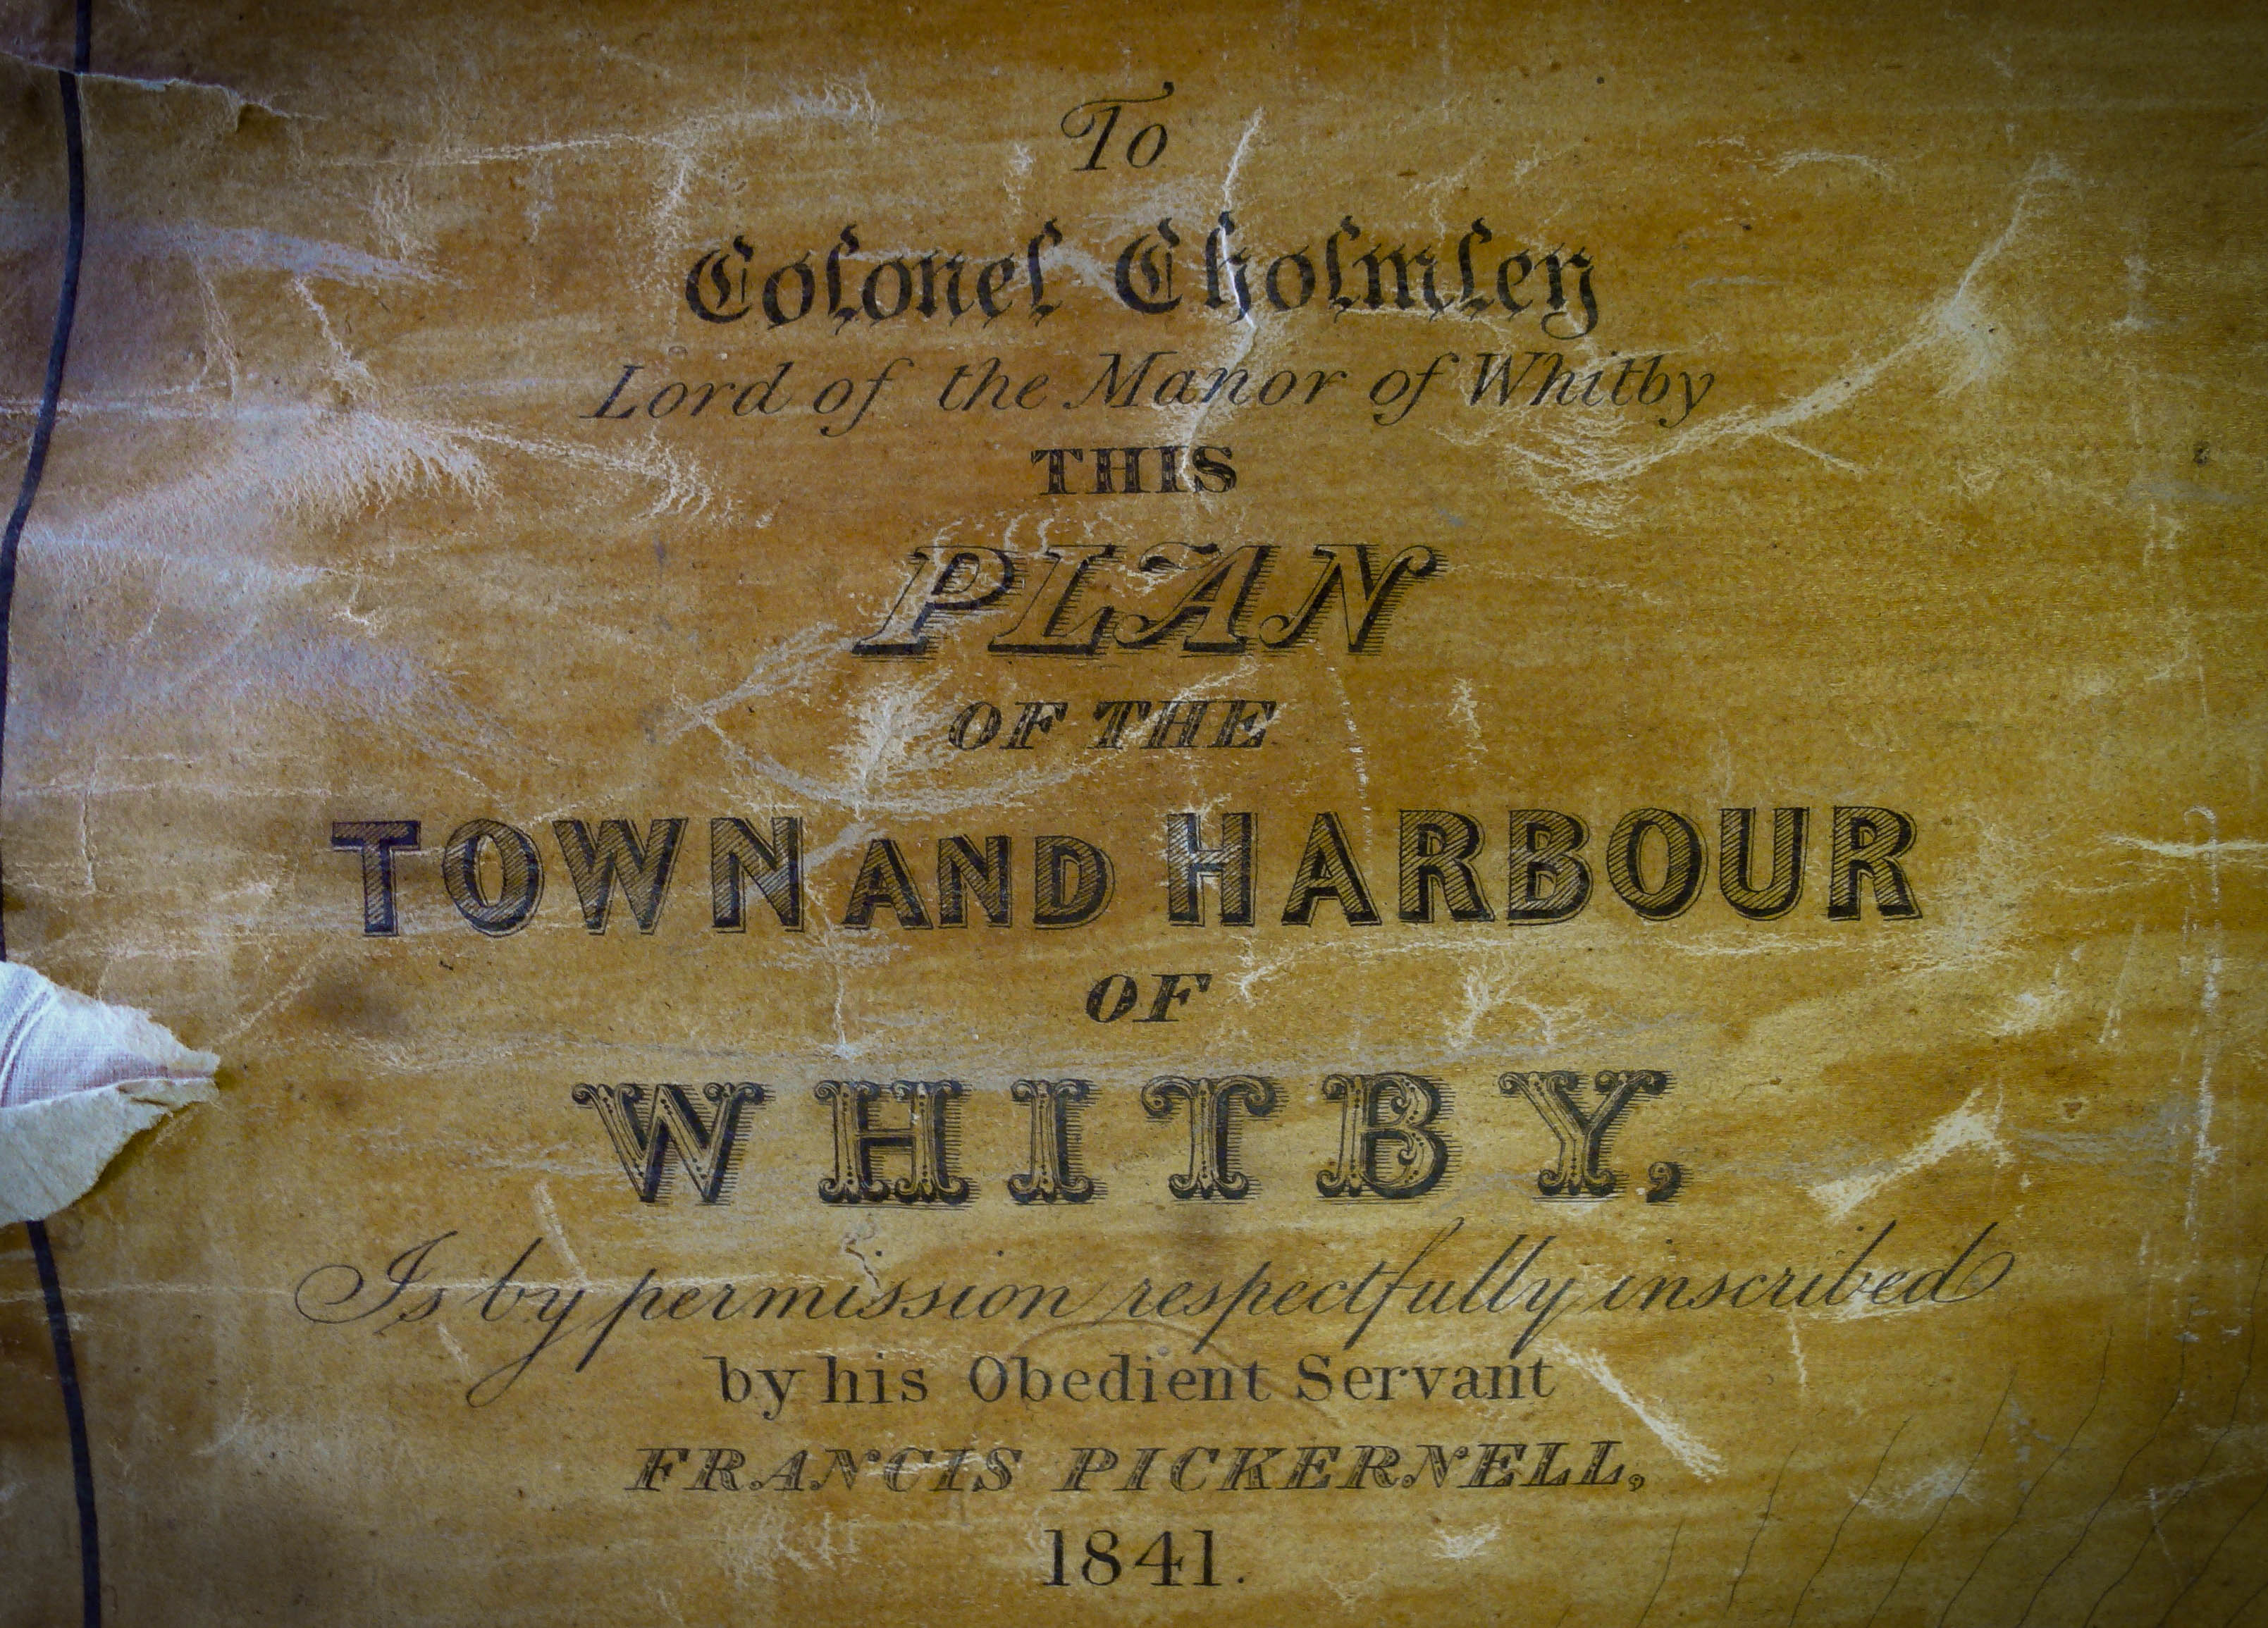 To
Colonel Cholmley
Lord of the Manor of Whitby
THIS
PLAN
OF THE
TOWN AND HARBOUR
OF
WHITBY,
Is by permission respectfully inscribed
by his Obedient Servant
FRANCIS PICKERNELL,
1841.